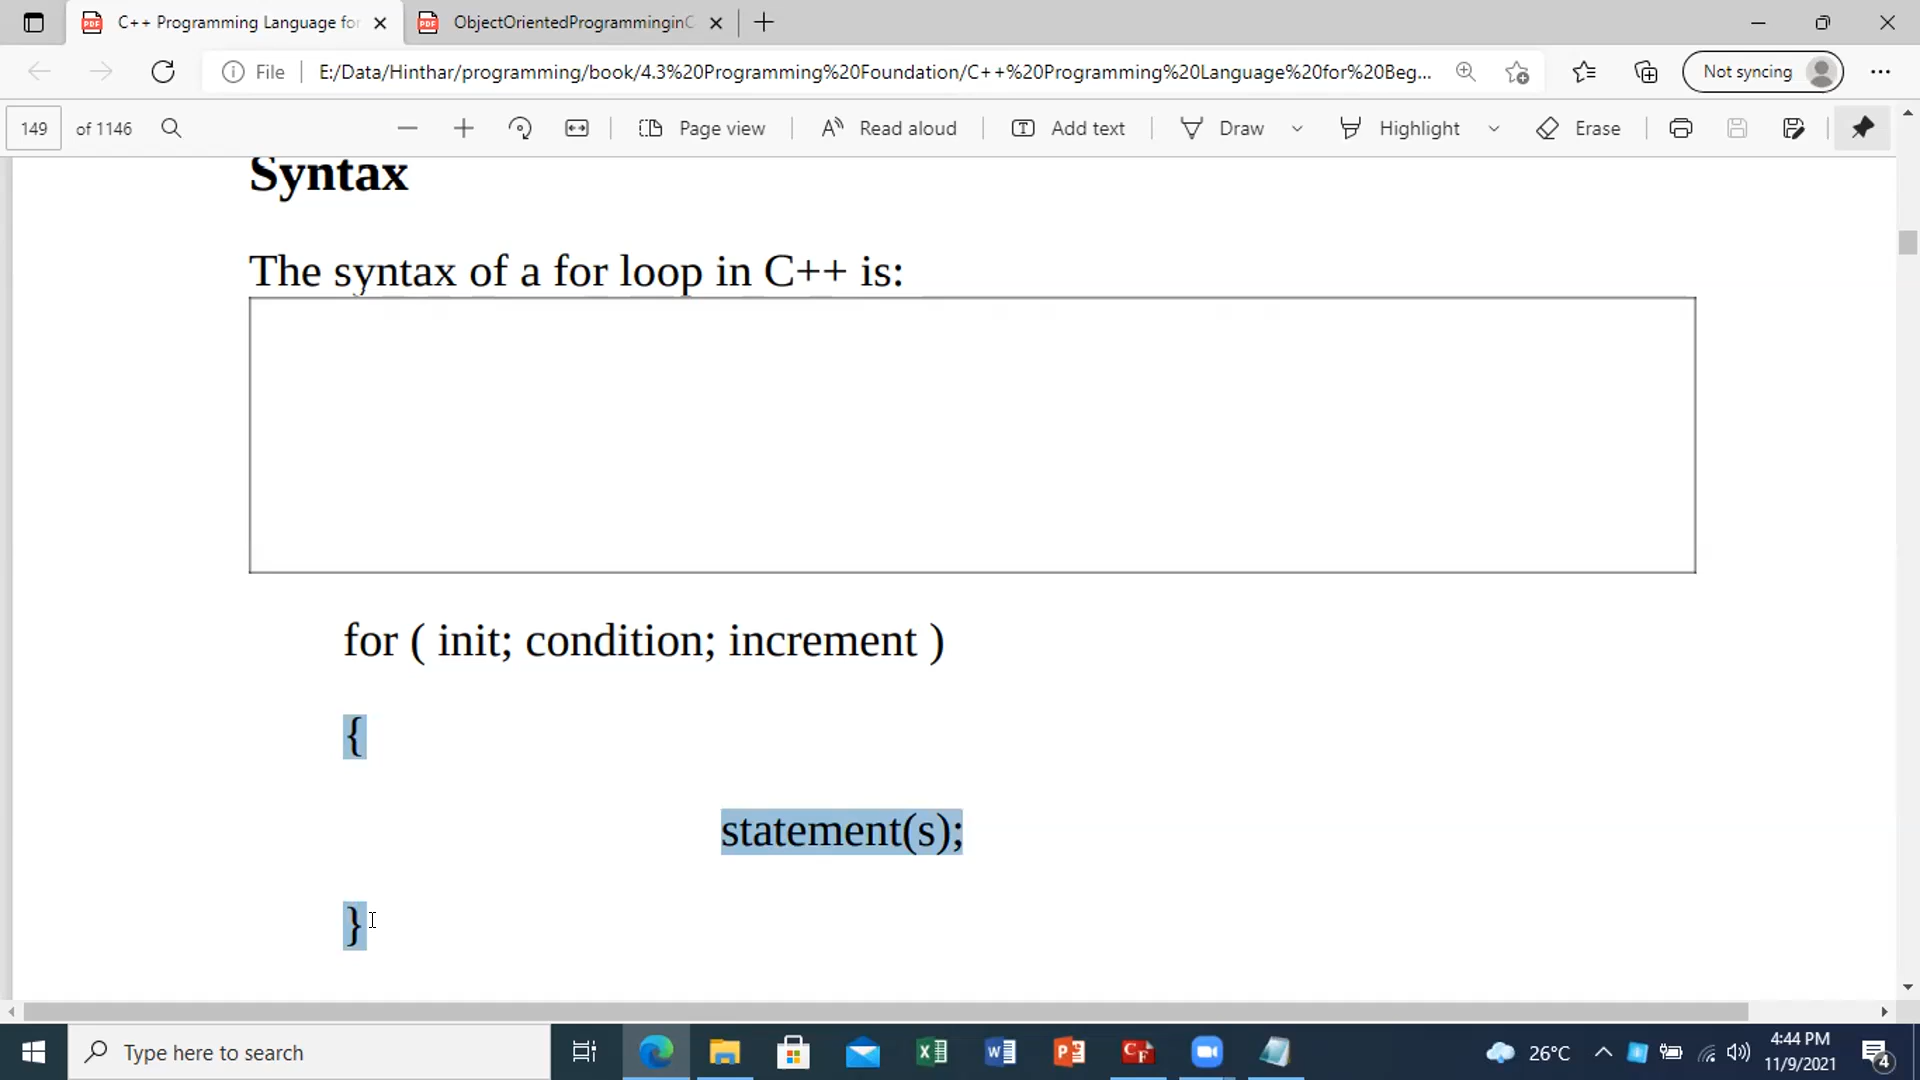 C++ Programming Language for
ObjectOrientedProgramminginC
File
E:/Data/Hinthar/programming/book/4.3%20Programming%20Foundation/C++%20Programming%20Language%20for%20Beg...
Not syncing
149
of 1146
Page view
Read aloud
Add text
Draw
Highlight
Erase
Syntax
The syntax of a for loop in C++ is:
for ( init; condition; increment )
{
statement(s);
}
Type here to search
26°C
4:44 PM
11/9/2021
4